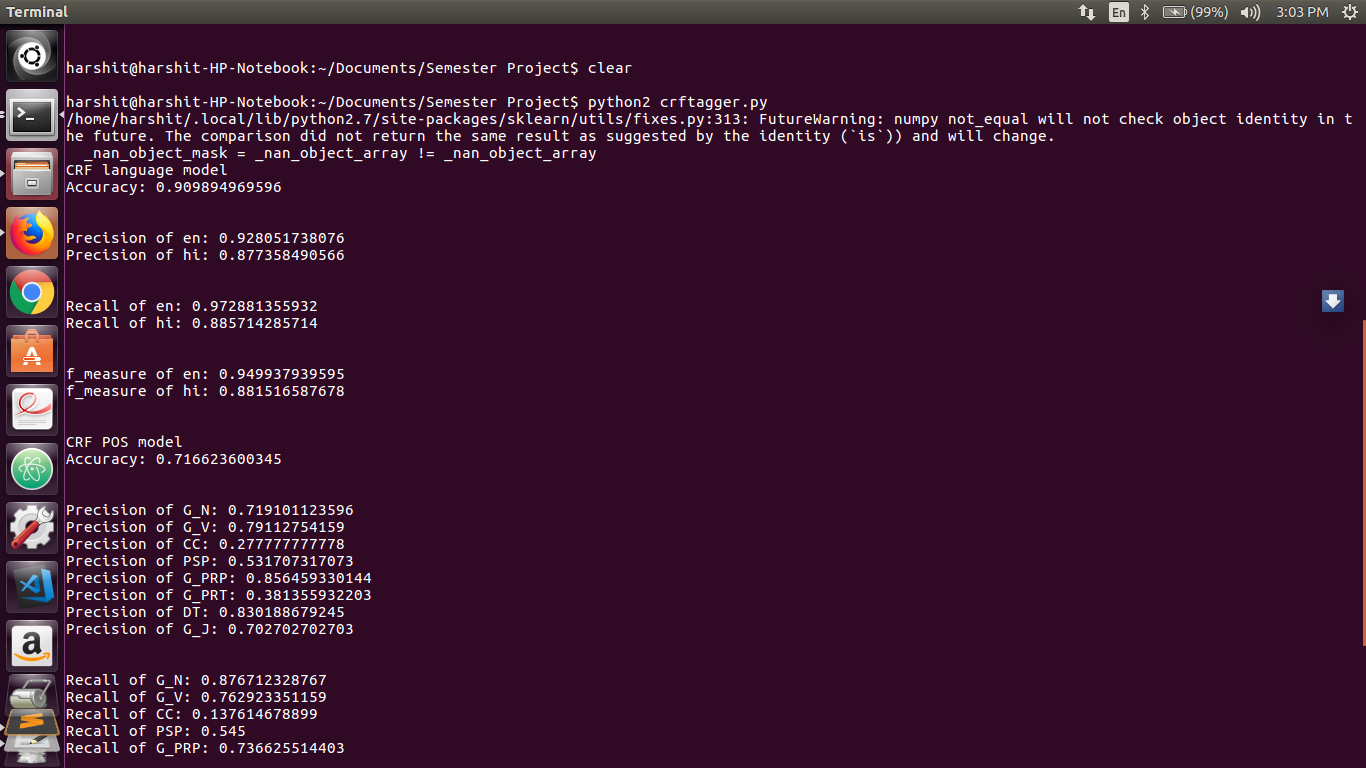 Terminal
En
(99%)
3:03 PM
harshit@harshit-HP-Notebook:~/Documents/Semester Project$ clear
harshit@harshit-HP-Notebook:~/Documents/Semester Project$ python2 crftagger.py
/home/harshit/.local/lib/python2.7/site-packages/sklearn/utils/fixes.py:313: FutureWarning: numpy not_equal will not check object identity in t
he future. The comparison did not return the same result as suggested by the identity (`is`)) and will change.
_nan_object_mask = _nan_object_array != _nan_object_array
CRF language model
Accuracy: 0.909894969596
Precision of en: 0.928051738076
Precision of hi: 0.877358490566
Recall of en: 0.972881355932
Recall of hi: 0.885714285714
f_measure of en: 0.949937939595
f_measure of hi: 0.881516587678
CRF POS model
Accuracy: 0.716623600345
Precision of G_N: 0.719101123596
Precision of G_V: 0.79112754159
Precision of CC: 0.277777777778
Precision of PSP: 0.531707317073
Precision of G_PRP: 0.856459330144
Precision of G_PRT: 0.381355932203
Precision of DT: 0.830188679245
Precision of G_J: 0.702702702703
Recall of G_N: 0.876712328767
Recall of G_V: 0.762923351159
Recall of CC: 0.137614678899
Recall of PSP: 0.545
Recall of G_PRP: 0.736625514403